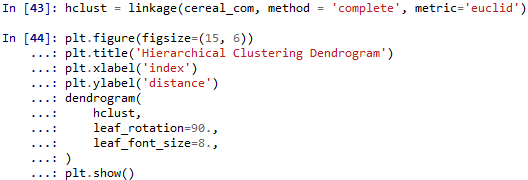 In [43]: hclust = linkage(cereal_com, method = 'complete', metric='euclid')
In [44]: plt.figure(figsize=(15, 6))
    ...: plt.title('Hierarchical Clustering Dendrogram')
    ...: plt.xlabel('index')
    ...: plt.ylabel('distance')
    ...: dendrogram(
    ...:     hclust,
    ...:     leaf_rotation=90.,
    ...:     leaf_font_size=8.,
    ...: )
    ...: plt.show()